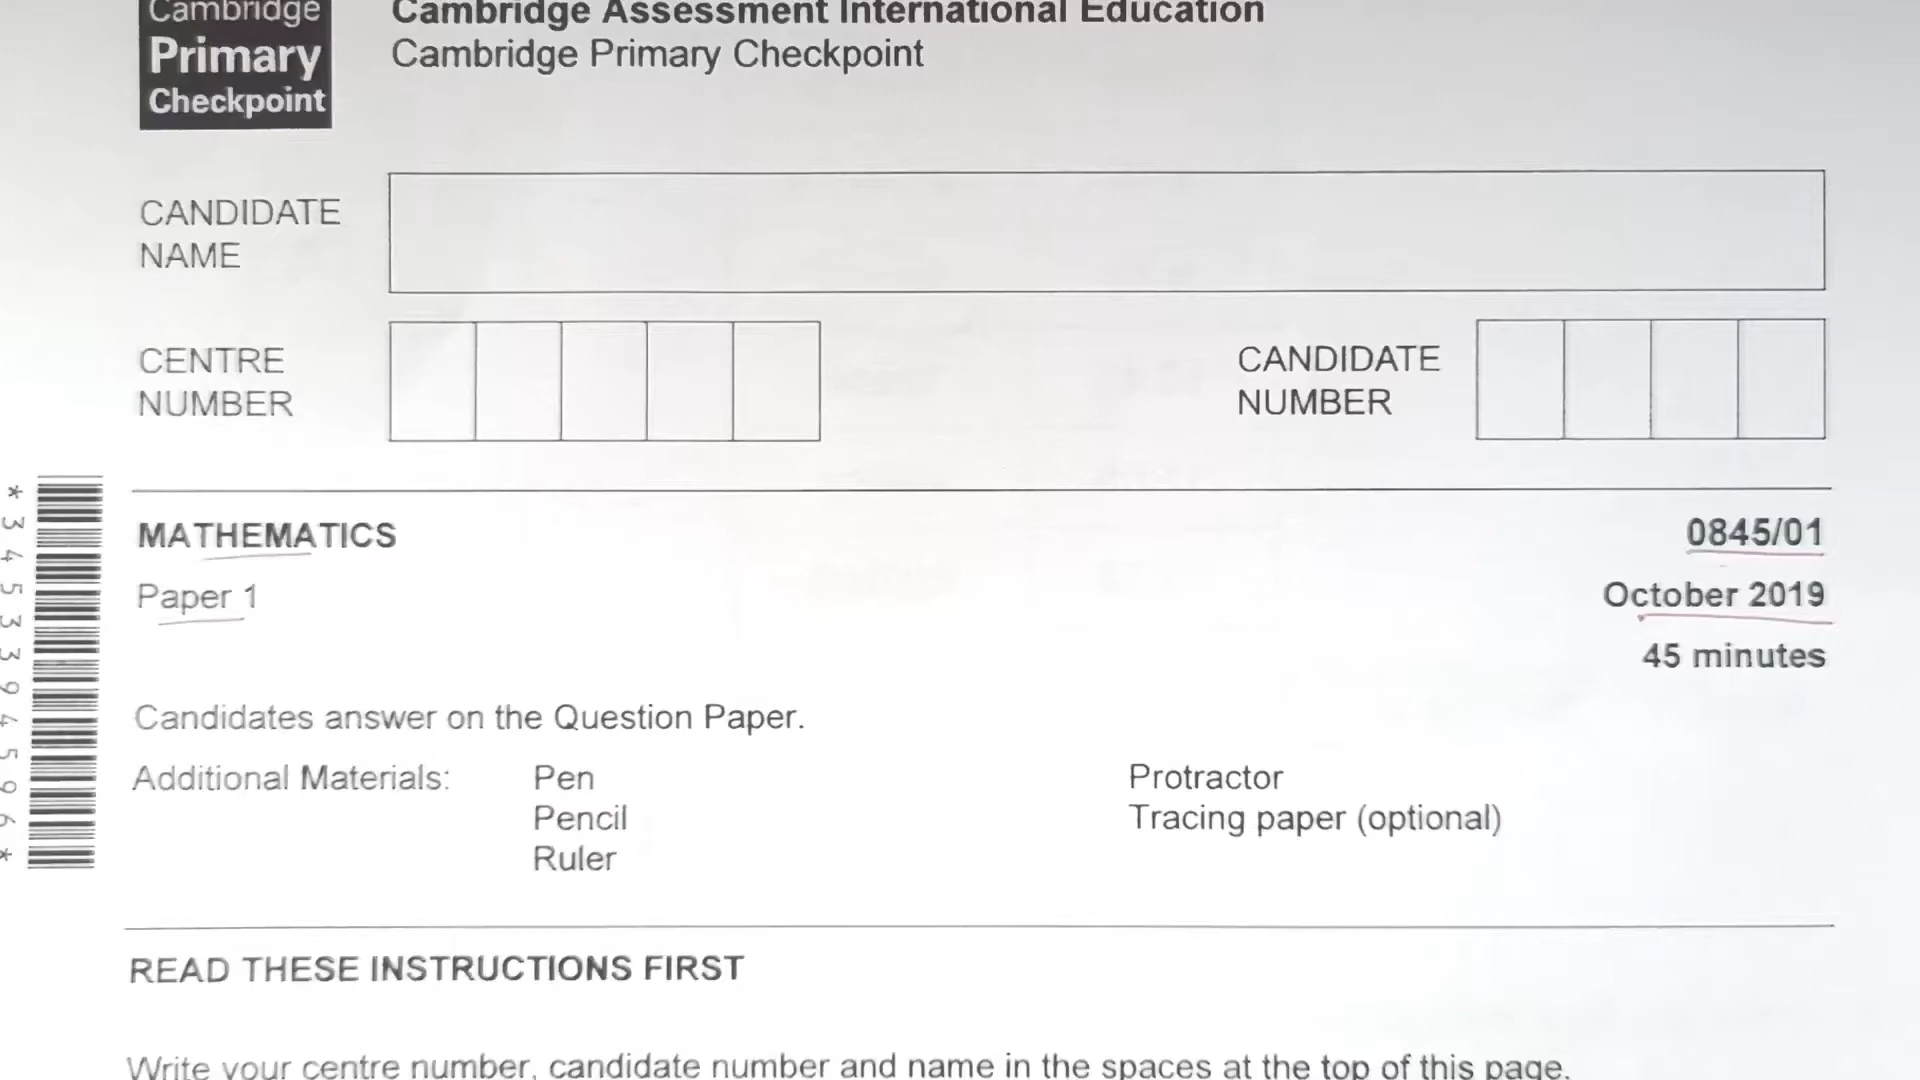 Cambridge
Primary
Checkpoint
Cambridge Assessment International Education
Cambridge Primary Checkpoint
CANDIDATE
NAME
CENTRE
NUMBER
CANDIDATE
NUMBER
*3453394596*
MATHEMATICS
0845/01
Paper 1
October 2019
45 minutes
Candidates answer on the Question Paper.
Additional Materials: Pen Protractor
Pencil Tracing paper (optional)
Ruler
READ THESE INSTRUCTIONS FIRST
Write your centre number, candidate number and name in the spaces at the top of this page.